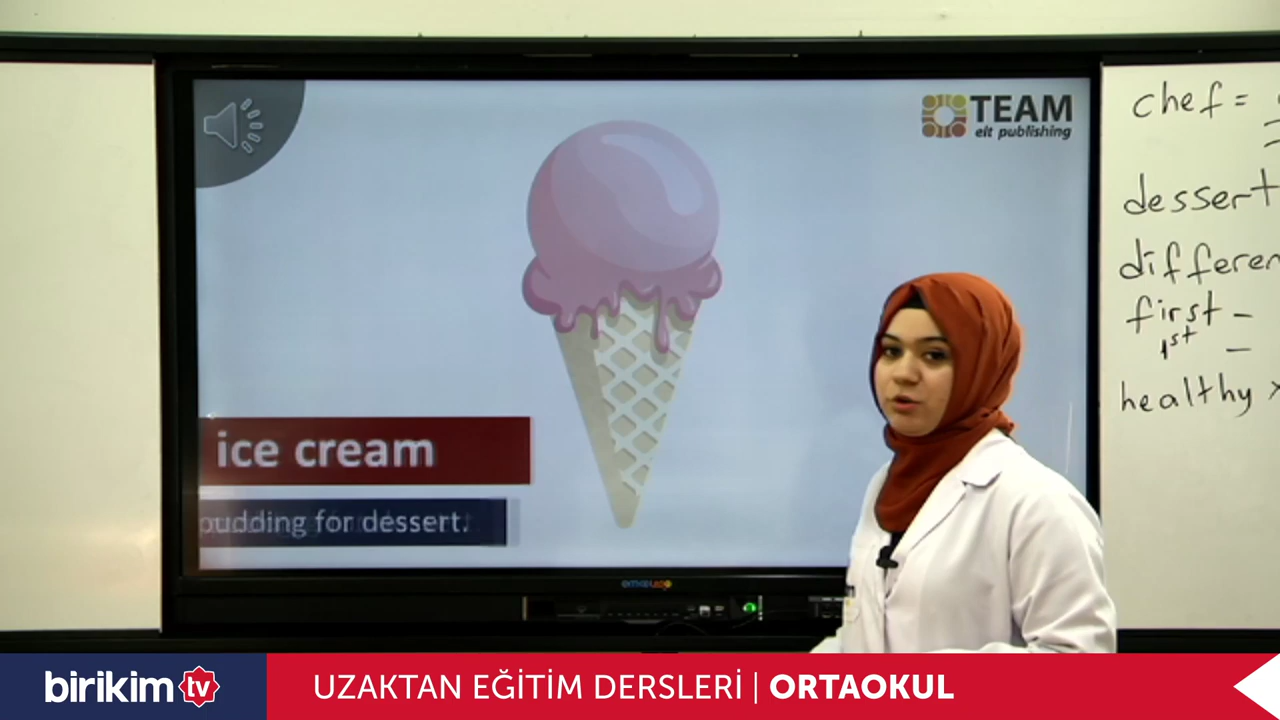 TEAM
elt publishing
ice cream
pudding for dessert.
chef =
dessert
differen
first -
1st -
healthy
birikim tv
UZAKTAN EĞİTİM DERSLERİ | ORTAOKUL